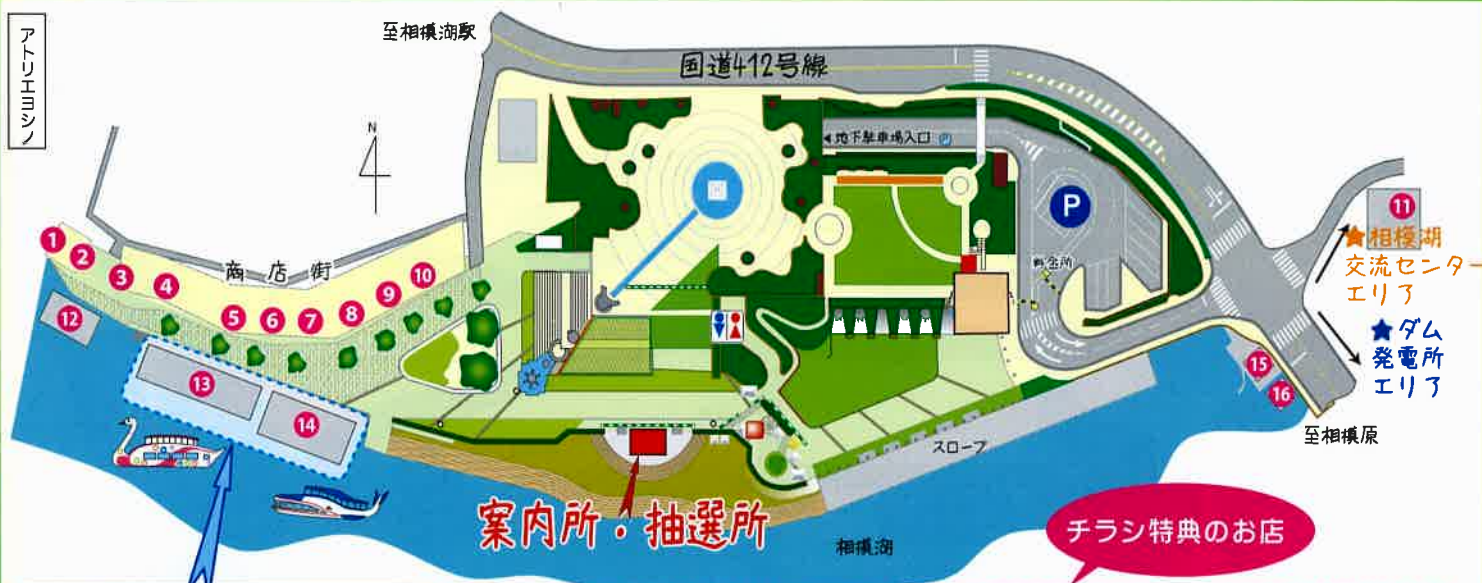 アトリエヨシノ
至相模湖駅
国道412号線
N
地下駐車場入口
P
料金所
商店街
1
2
3
4
5
6
7
8
9
10
11
12
13
14
15
16
★相模湖
交流センター
エリア
★ダム
発電所
エリア
至相模原
スロープ
案内所・抽選所
相模湖
チラシ特典のお店